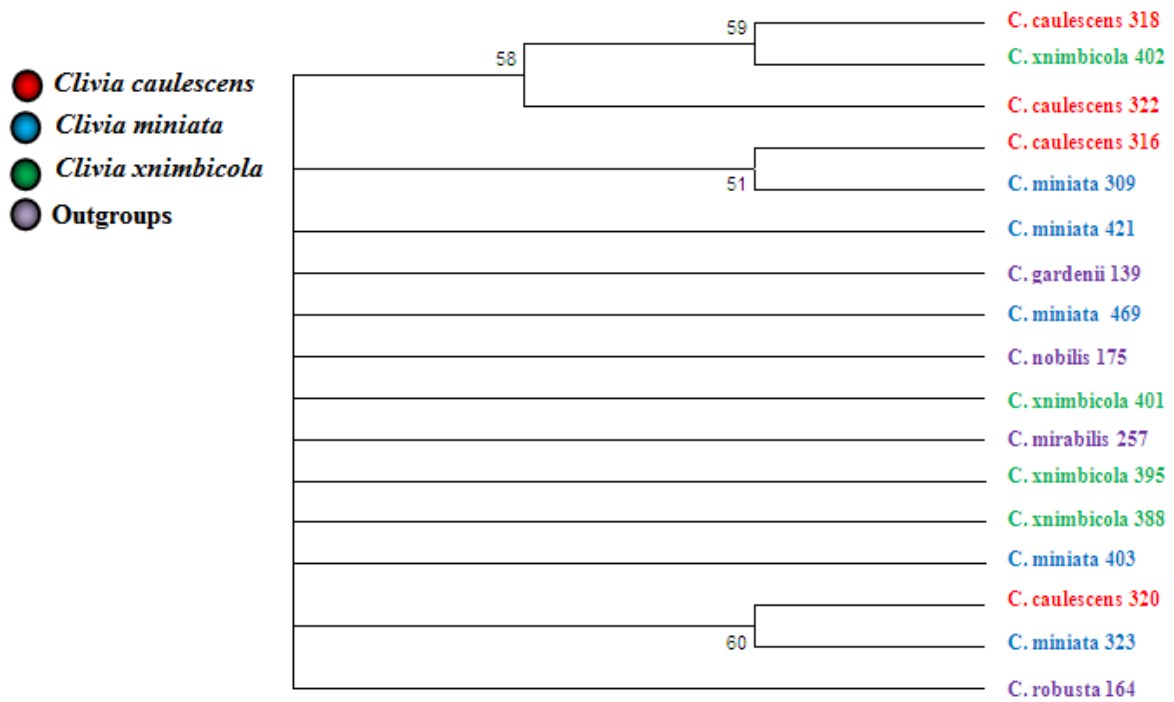 Clivia caulescens
Clivia miniata
Clivia xnimbicola
Outgroups
59
58
51
60
C. caulescens 318
C. xnimbicola 402
C. caulescens 322
C. caulescens 316
C. miniata 309
C. miniata 421
C. gardenii 139
C. miniata 469
C. nobilis 175
C. xnimbicola 401
C. mirabilis 257
C. xnimbicola 395
C. xnimbicola 388
C. miniata 403
C. caulescens 320
C. miniata 323
C. robusta 164